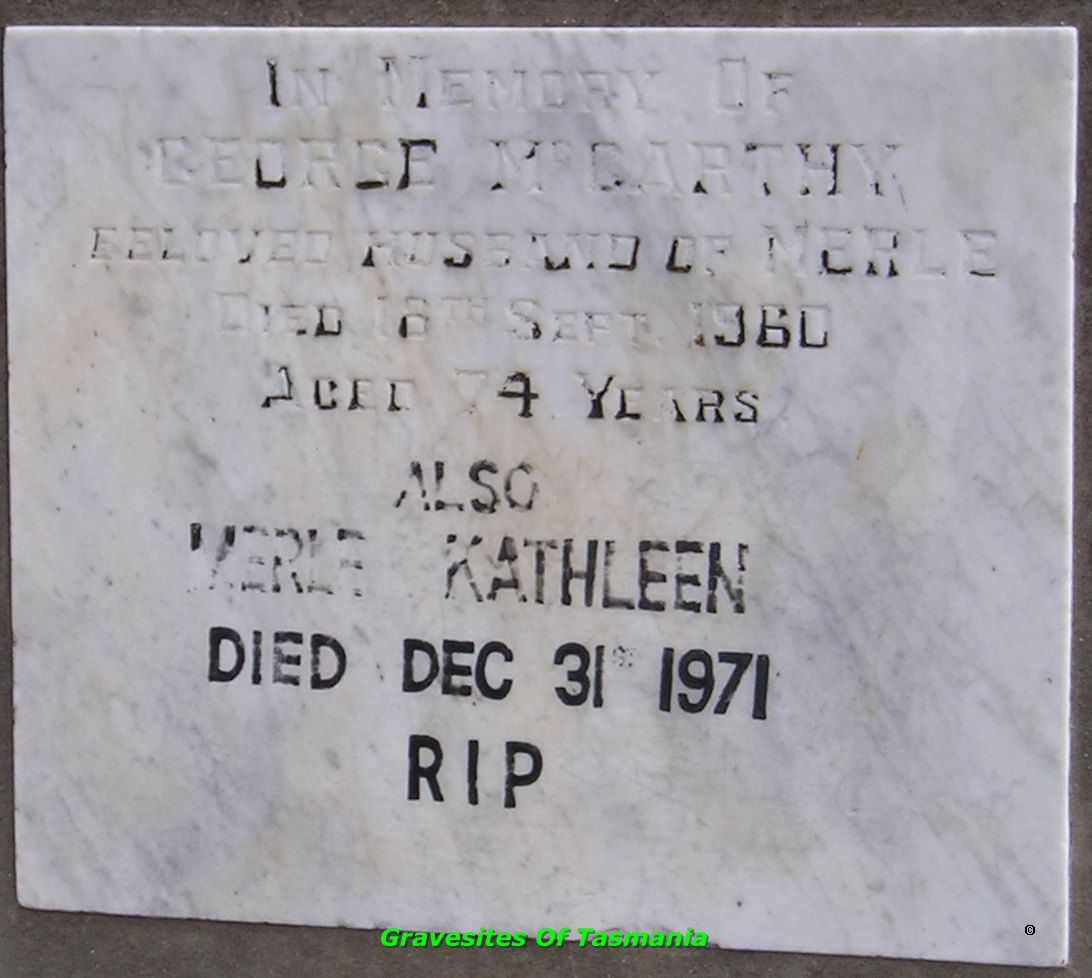 IN MEMORY OF
GEORGE MCCARTHY
BELOVED HUSBAND OF MERLE
DIED 18TH SEPT. 1960
AGED 74 YEARS
ALSO
MERLE KATHLEEN
DIED DEC 31ST 1971
RIP
Gravesites Of Tasmania ©